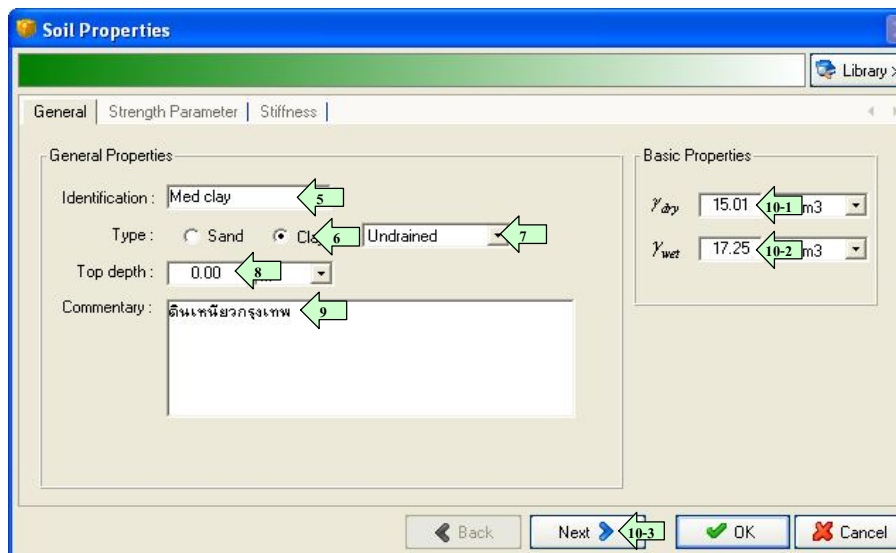 Soil Properties
Library
General Strength Parameter Stiffness
General Properties
Identification : Med clay 5
Type : Sand 6 Undrained 7
Top depth : 0.00 8
Commentary : ดินเหนียวกรุงเทพ 9
Basic Properties
γdry 15.01 10-1 m3
γwet 17.25 10-2 m3
Back Next 10-3 OK Cancel